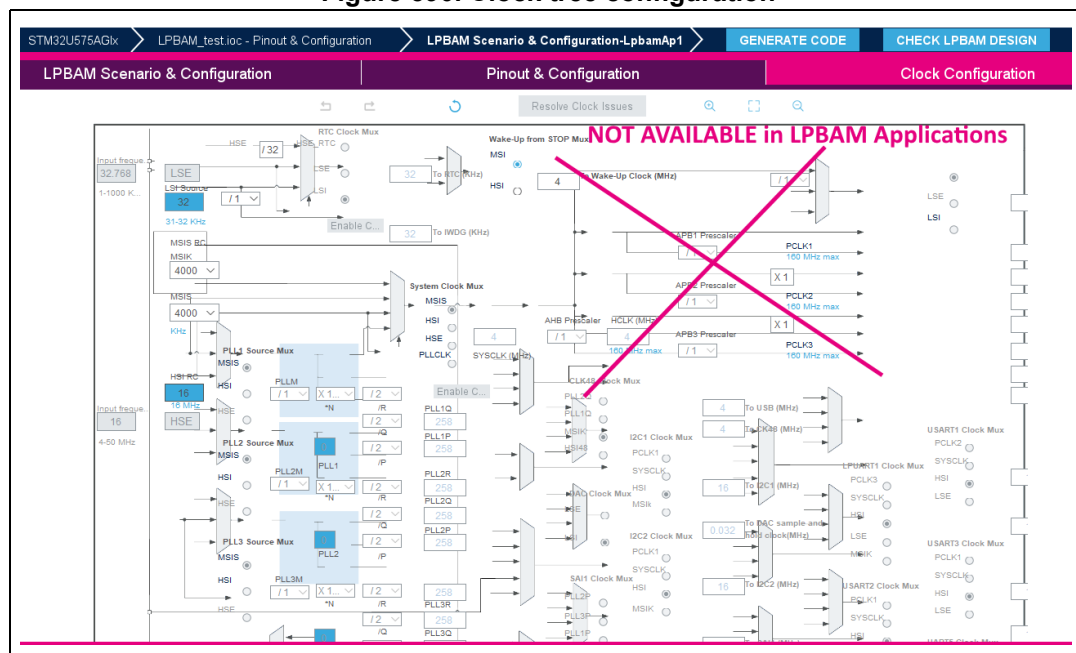 STM32U575AGIx
LPBAM_test.ioc - Pinout & Configuration
LPBAM Scenario & Configuration-LpbamAp1
GENERATE CODE
CHECK LPBAM DESIGN
LPBAM Scenario & Configuration
Pinout & Configuration
Clock Configuration
Resolve Clock Issues
NOT AVAILABLE in LPBAM Applications
RTC Clock Mux
HSE
/ 32
HSE_RTC
LSE
LSI
Input freque..
32.768
1-1000 K...
LSE
LSI Source
32
31-32 KHz
/ 1
Enable C...
32
To RTC (KHz)
32
To IWDG (KHz)
Wake-Up from STOP Mux
MSI
HSI
4
To Wake-Up Clock (MHz)
/ 1
LSE
LSI
MSIS RC
MSIK
4000
MSIS
4000
KHz
System Clock Mux
MSIS
HSI
HSE
PLLCLK
4
SYSCLK (MHz)
AHB Prescaler
/ 1
HCLK (MHz)
4
160 MHz max
APB1 Prescaler
/ 1
PCLK1
160 MHz max
X 1
APB2 Prescaler
/ 1
PCLK2
160 MHz max
X 1
APB3 Prescaler
/ 1
PCLK3
160 MHz max
HSI RC
16
16 MHz
Input freque..
16
HSE
4-50 MHz
PLL1 Source Mux
MSIS
HSI
HSE
PLLM
/ 1
X 1...
*N
/ 2
/R
Enable C...
/ 2
/Q
PLL1Q
258
/ 2
/P
PLL1P
258
PLL1
PLL2 Source Mux
MSIS
HSI
HSE
PLL2M
/ 1
X 1...
*N
/ 2
/R
PLL2R
258
/ 2
/Q
PLL2Q
258
/ 2
/P
PLL2P
258
PLL2
PLL3 Source Mux
MSIS
HSI
HSE
PLL3M
/ 1
X 1...
*N
/ 2
/R
258
PLL3R
/ 2
/Q
258
PLL3Q
CLK48 Clock Mux
PLL1Q
MSIK
HSI48
4
To USB (MHz)
4
To CK48 (MHz)
I2C1 Clock Mux
PCLK1
SYSCLK
HSI
MSIk
16
To I2C1 (MHz)
DAC Clock Mux
LSE
LSI
0.032
To DAC sample and
hold clock(MHz)
I2C2 Clock Mux
PCLK1
SYSCLK
HSI
MSIK
16
To I2C2 (MHz)
SAI1 Clock Mux
PLL2P
PLL3P
PLL1P
USART1 Clock Mux
PCLK2
SYSCLK
HSI
LSE
LPUART1 Clock Mux
PCLK3
SYSCLK
HSI
LSE
MSIK
USART3 Clock Mux
PCLK1
SYSCLK
HSI
LSE
USART2 Clock Mux
PCLK1
SYSCLK
HSI